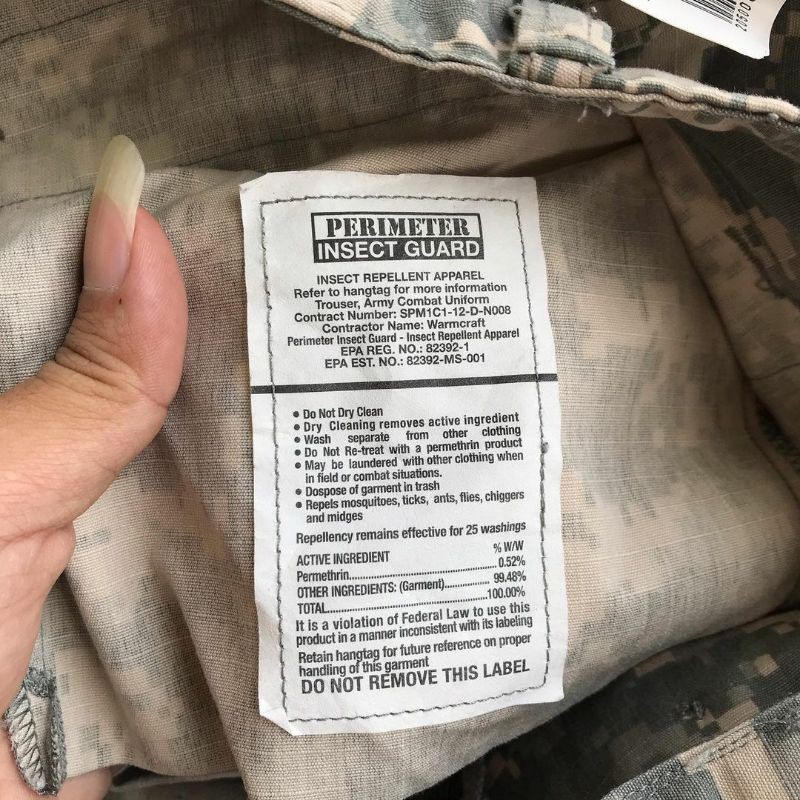 20500
PERIMETER
INSECT GUARD
INSECT REPELLENT APPAREL
Refer to hangtag for more information
Trouser, Army Combat Uniform
Contract Number: SPM1C1-12-D-N008
Contractor Name: Warmcraft
Perimeter Insect Guard - Insect Repellent Apparel
EPA REG. NO.: 82392-1
EPA EST. NO.: 82392-MS-001
• Do Not Dry Clean
• Dry Cleaning removes active ingredient
• Wash separate from other clothing
• Do Not Re-treat with a permethrin product
• May be laundered with other clothing when
in field or combat situations.
• Dospose of garment in trash
• Repels mosquitoes, ticks, ants, flies, chiggers
and midges
Repellency remains effective for 25 washings
ACTIVE INGREDIENT % W/W
Permethrin..........0.52%
OTHER INGREDIENTS: (Garment)..........99.48%
TOTAL..........100.00%
It is a violation of Federal Law to use this
product in a manner inconsistent with its labeling
Retain hangtag for future reference on proper
handling of this garment
DO NOT REMOVE THIS LABEL